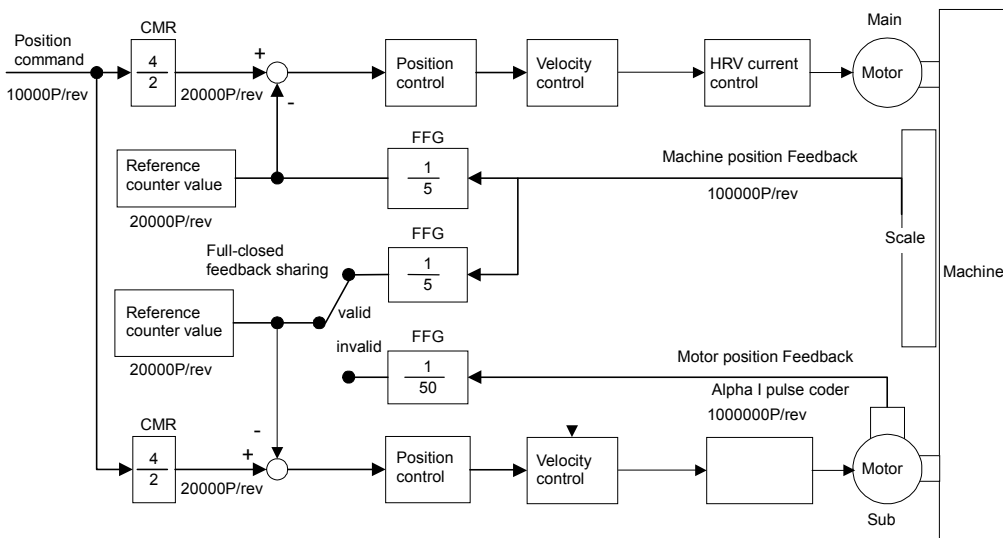 Position
command
10000P/rev
CMR
4
2
20000P/rev
+
-
Position
control
Velocity
control
HRV current
control
Main
Motor
Reference
counter value
20000P/rev
FFG
1
5
Machine position Feedback
100000P/rev
Scale
Machine
Full-closed
feedback sharing
FFG
1
5
valid
Reference
counter value
20000P/rev
invalid
FFG
1
50
Motor position Feedback
Alpha I pulse coder
1000000P/rev
CMR
4
2
20000P/rev
-
+
Position
control
Velocity
control
Motor
Sub